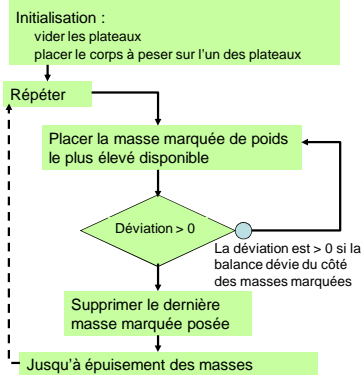 Initialisation :
vider les plateaux
placer le corps à peser sur l'un des plateaux
Répéter
Placer la masse marquée de poids
le plus élevé disponible
Déviation > 0
La déviation est > 0 si la
balance dévie du côté
des masses marquées
Supprimer le dernière
masse marquée posée
Jusqu'à épuisement des masses